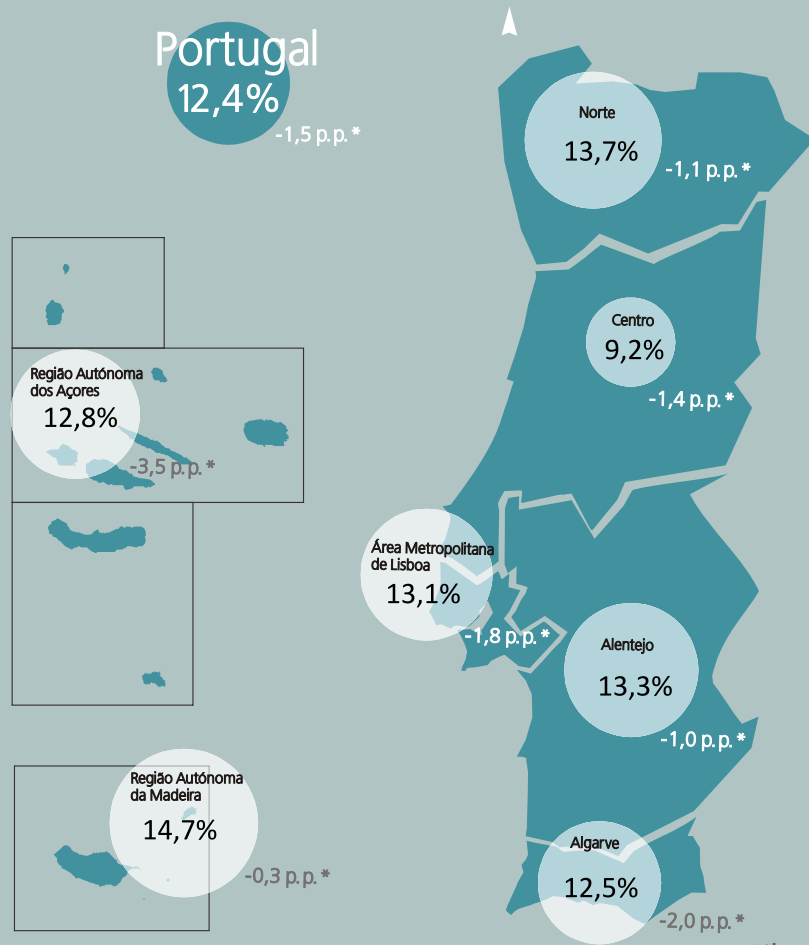 Portugal
12,4%
-1,5 p.p. *
Norte
13,7%
-1,1 p.p. *
Centro
9,2%
-1,4 p.p. *
Região Autónoma
dos Açores
12,8%
-3,5 p.p. *
Área Metropolitana
de Lisboa
13,1%
-1,8 p.p. *
Alentejo
13,3%
-1,0 p.p. *
Região Autónoma
da Madeira
14,7%
-0,3 p.p. *
Algarve
12,5%
-2,0 p.p. *